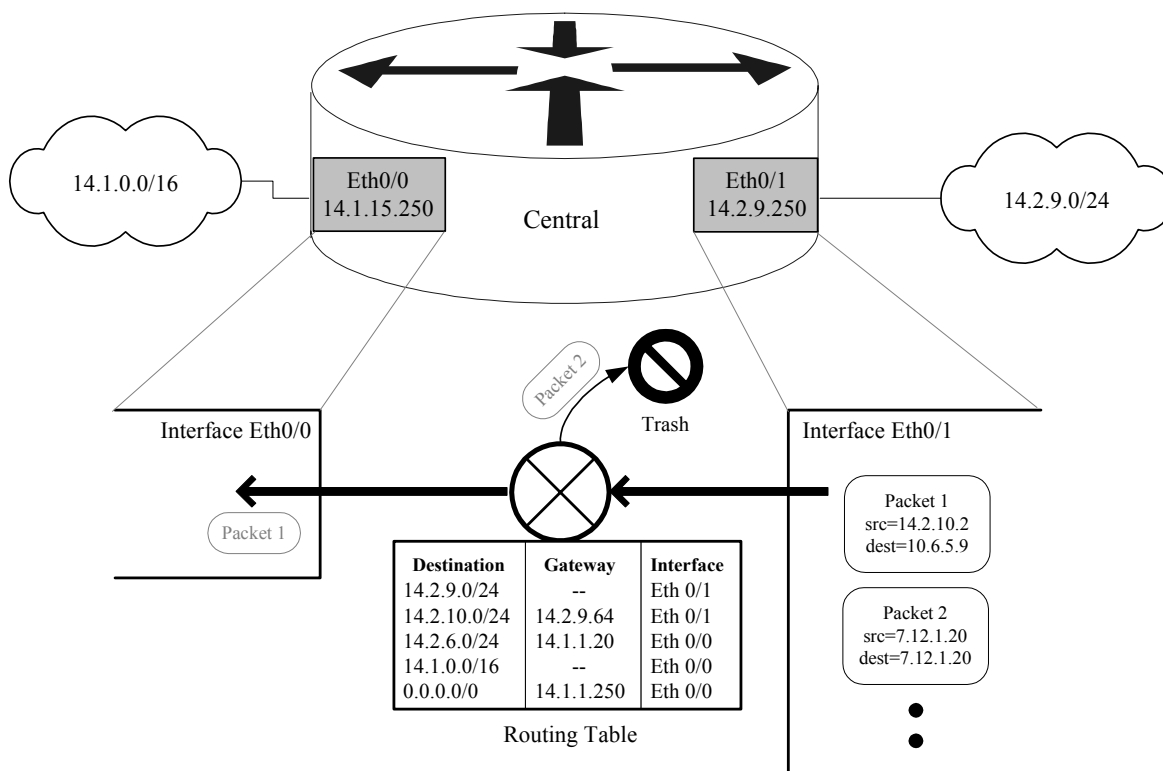 14.1.0.0/16
Eth0/0
14.1.15.250
Central
Eth0/1
14.2.9.250
14.2.9.0/24
Packet 2
Trash
Interface Eth0/0
Interface Eth0/1
Packet 1
Packet 1
src=14.2.10.2
dest=10.6.5.9
Packet 2
src=7.12.1.20
dest=7.12.1.20
Destination Gateway Interface
14.2.9.0/24 -- Eth 0/1
14.2.10.0/24 14.2.9.64 Eth 0/1
14.2.6.0/24 14.1.1.20 Eth 0/0
14.1.0.0/16 -- Eth 0/0
0.0.0.0/0 14.1.1.250 Eth 0/0
Routing Table